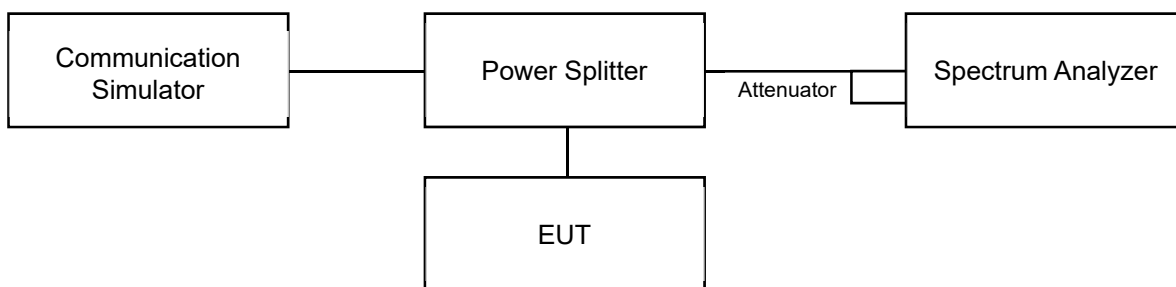 Communication
Simulator
Power Splitter
Attenuator
Spectrum Analyzer
EUT